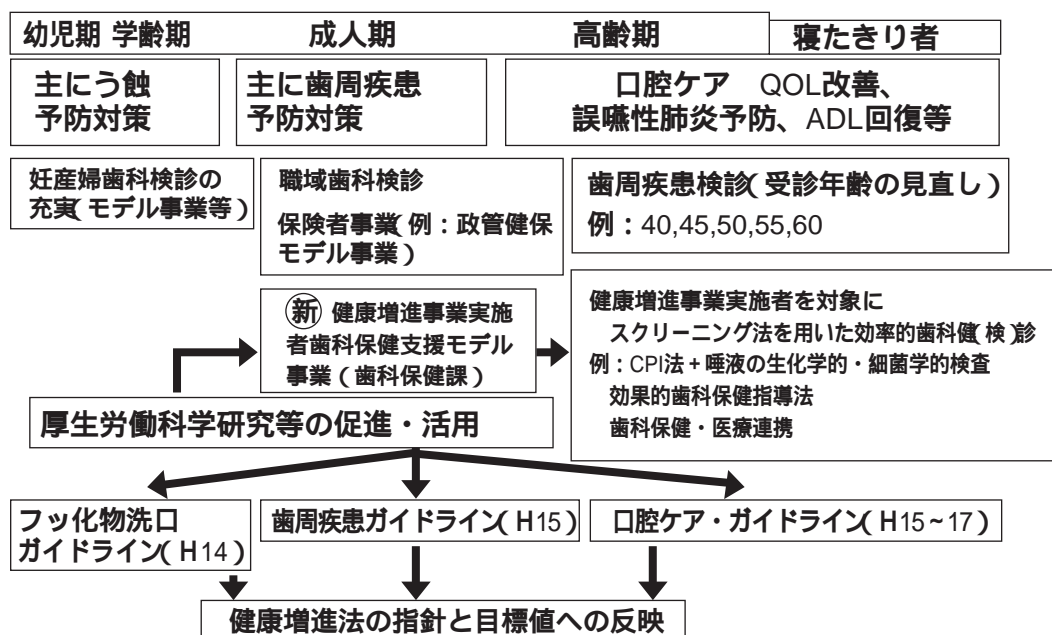 幼児期 学齢期
成人期
高齢期
寝たきり者
主にう蝕
予防対策
主に歯周疾患
予防対策
口腔ケア　QOL改善、
誤嚥性肺炎予防、ADL回復等
妊産婦歯科検診の
充実(モデル事業等)
職域歯科検診
保険者事業(例：政管健保
モデル事業)
歯周疾患検診(受診年齢の見直し)
例：40,45,50,55,60
新 健康増進事業実施
者歯科保健支援モデル
事業(歯科保健課)
健康増進事業実施者を対象に
スクリーニング法を用いた効率的歯科健(検)診
例：CPI法+唾液の生化学的・細菌学的検査
効果的歯科保健指導法
歯科保健・医療連携
厚生労働科学研究等の促進・活用
フッ化物洗口
ガイドライン(H14)
歯周疾患ガイドライン(H15)
口腔ケア・ガイドライン(H15~17)
健康増進法の指針と目標値への反映